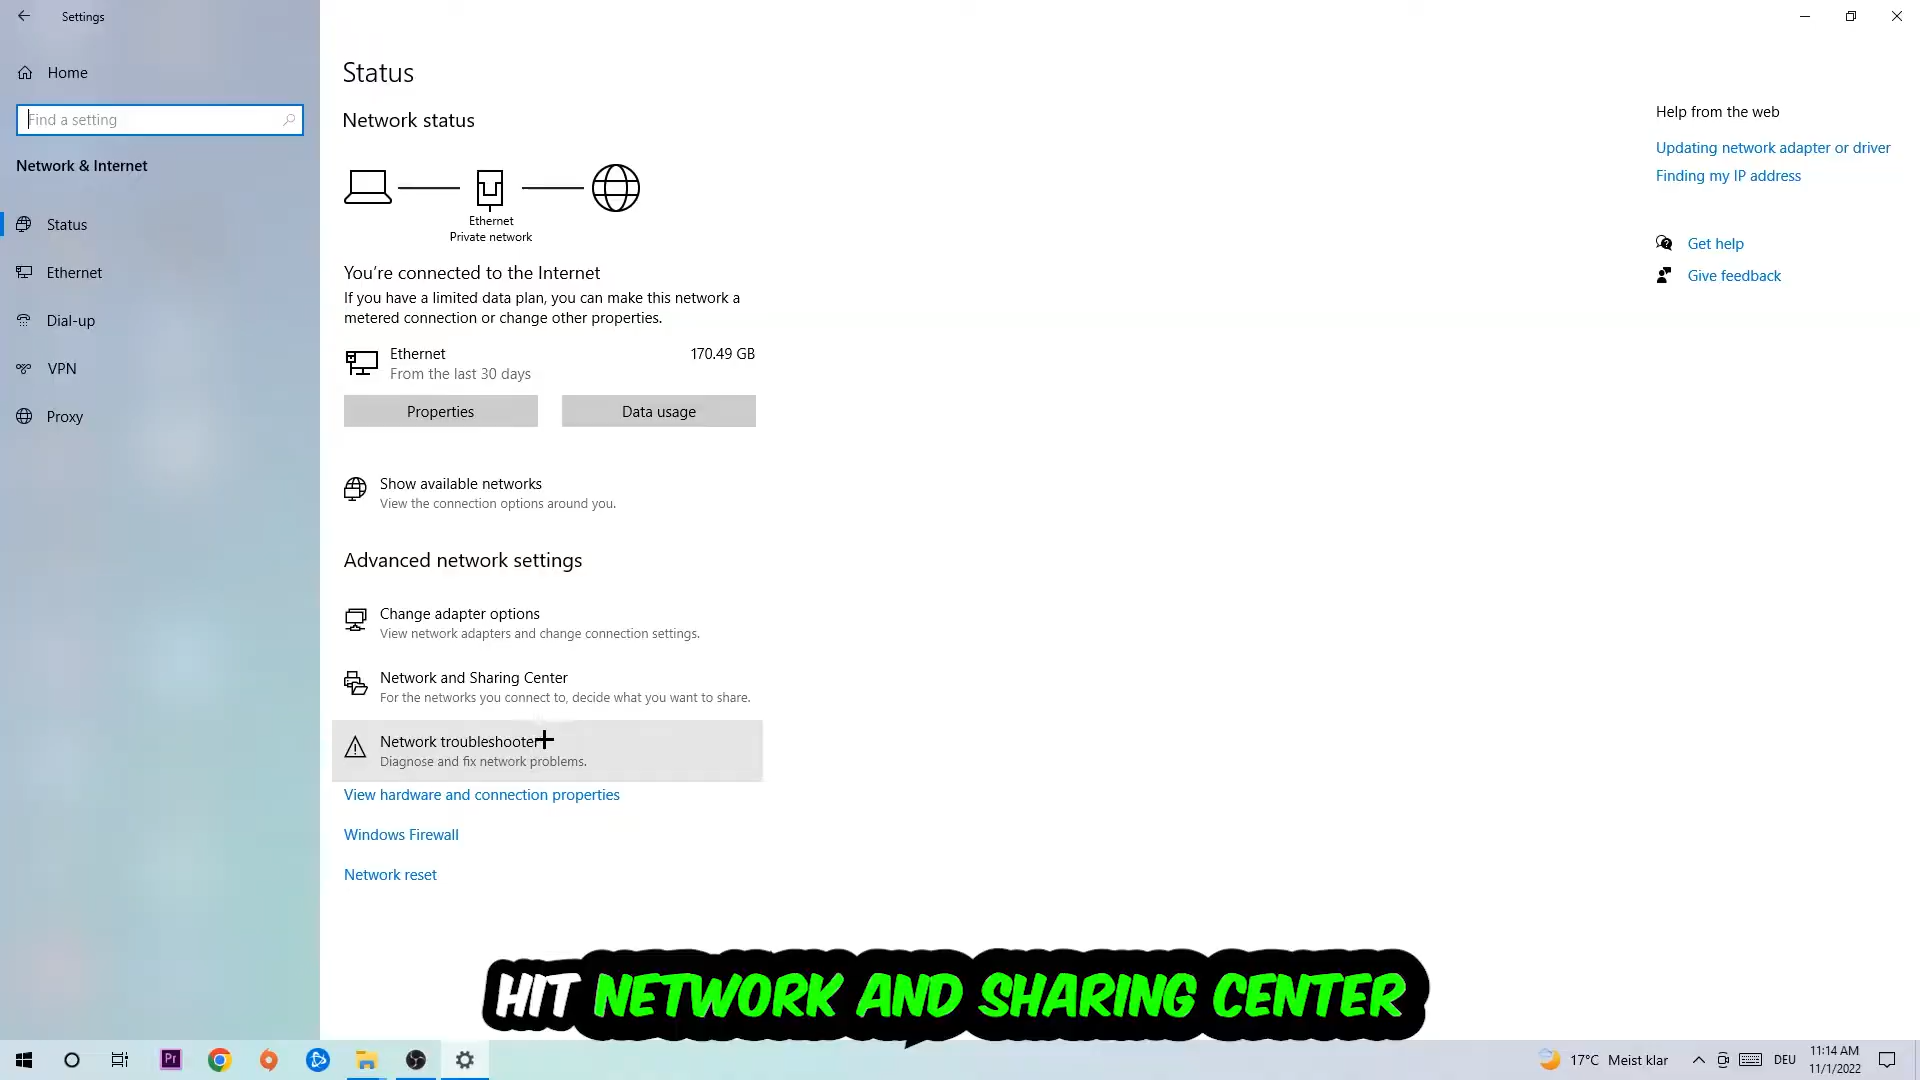 Settings
Home
Find a setting
Network & Internet
Status
Ethernet
Dial-up
VPN
Proxy
Status
Network status
Ethernet
Private network
You're connected to the Internet
If you have a limited data plan, you can make this network a
metered connection or change other properties.
Ethernet
170.49 GB
From the last 30 days
Properties
Data usage
Show available networks
View the connection options around you.
Advanced network settings
Change adapter options
View network adapters and change connection settings.
Network and Sharing Center
For the networks you connect to, decide what you want to share.
Network troubleshooter
Diagnose and fix network problems.
View hardware and connection properties
Windows Firewall
Network reset
Help from the web
Updating network adapter or driver
Finding my IP address
Get help
Give feedback
HIT NETWORK AND SHARING CENTER
Pr
17°C Meist klar
DEU
11:14 AM
11/1/2022